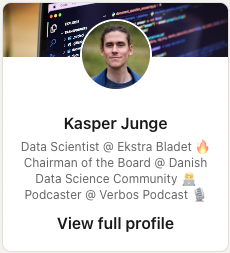 Kasper Junge
Data Scientist @ Ekstra Bladet 🔥
Chairman of the Board @ Danish
Data Science Community 👨‍💻
Podcaster @ Verbos Podcast 🎙️
View full profile